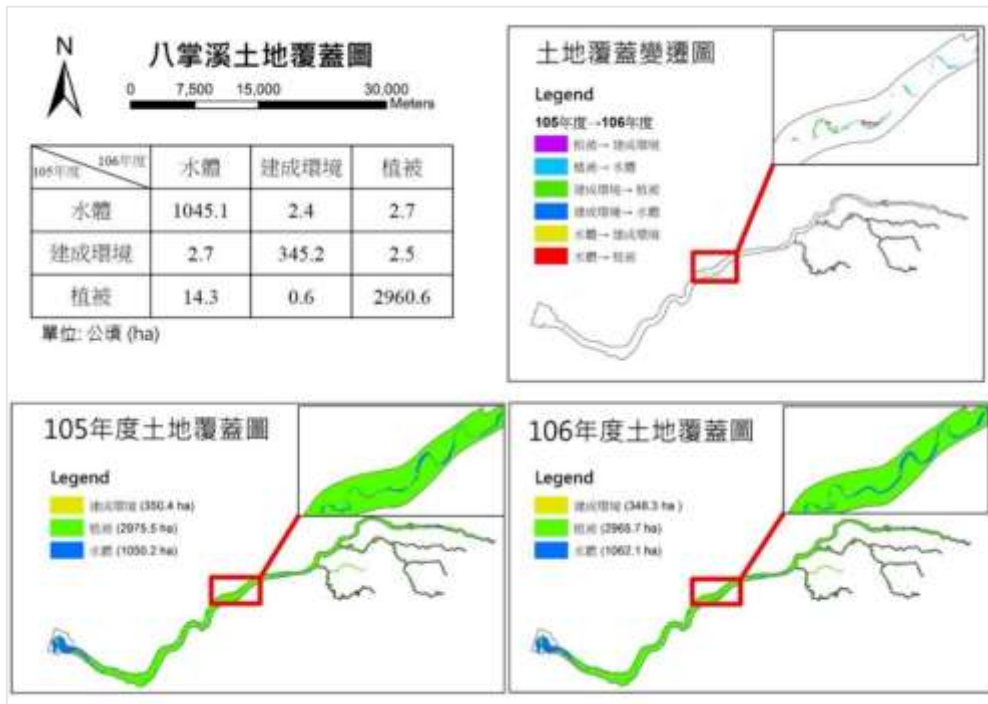 N
八掌溪土地覆蓋圖
0 7,500 15,000 30,000
Meters
106年度
105年度
水體 建成環境 植被
水體 1045.1 2.4 2.7
建成環境 2.7 345.2 2.5
植被 14.3 0.6 2960.6
單位: 公頃 (ha)
土地覆蓋變遷圖
Legend
105年度→106年度
植被→建成環境
植被→水體
建成環境→植被
建成環境→水體
水體→建成環境
水體→植被
105年度土地覆蓋圖
Legend
建成環境 (350.4 ha)
植被 (2975.5 ha)
水體 (1050.2 ha)
106年度土地覆蓋圖
Legend
建成環境 (348.3 ha )
植被 (2965.7 ha)
水體 (1062.1 ha)